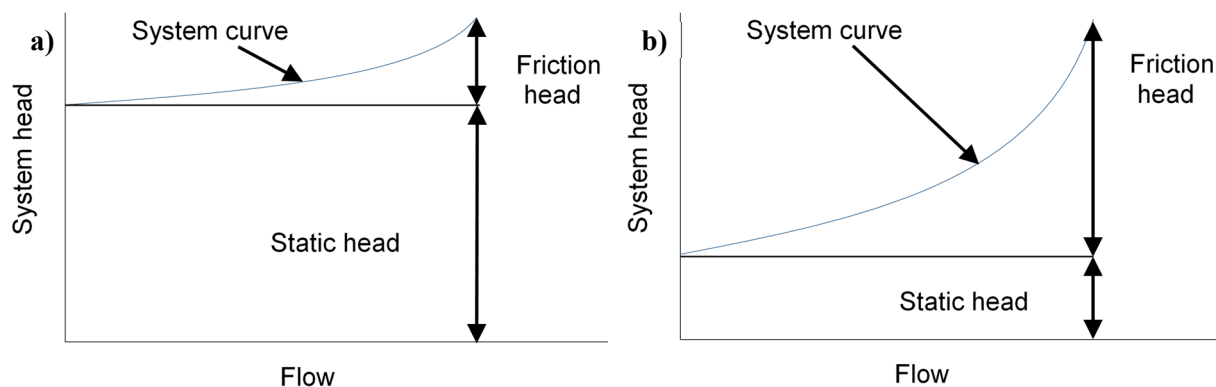 a)
System curve
Friction
head
System head
Static head
Flow
b)
System curve
Friction
head
System head
Static head
Flow